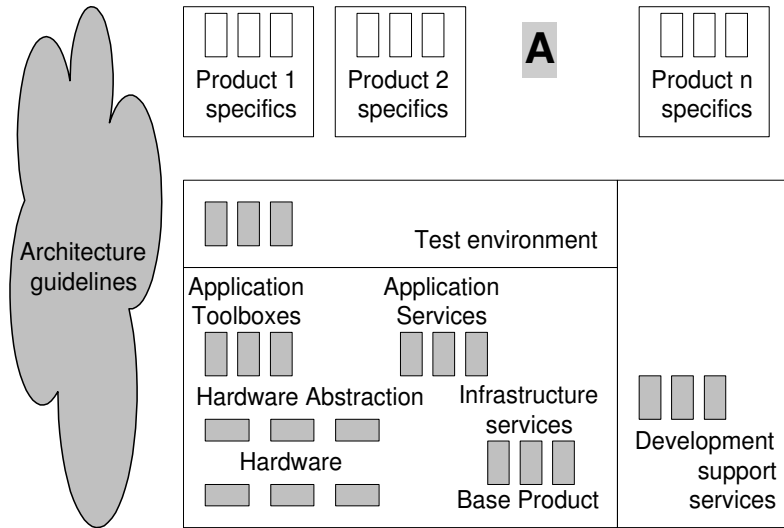 Product 1
specifics
Product 2
specifics
A
Product n
specifics
Architecture
guidelines
Test environment
Application
Toolboxes
Application
Services
Hardware Abstraction
Infrastructure
services
Hardware
Base Product
Development
support
services